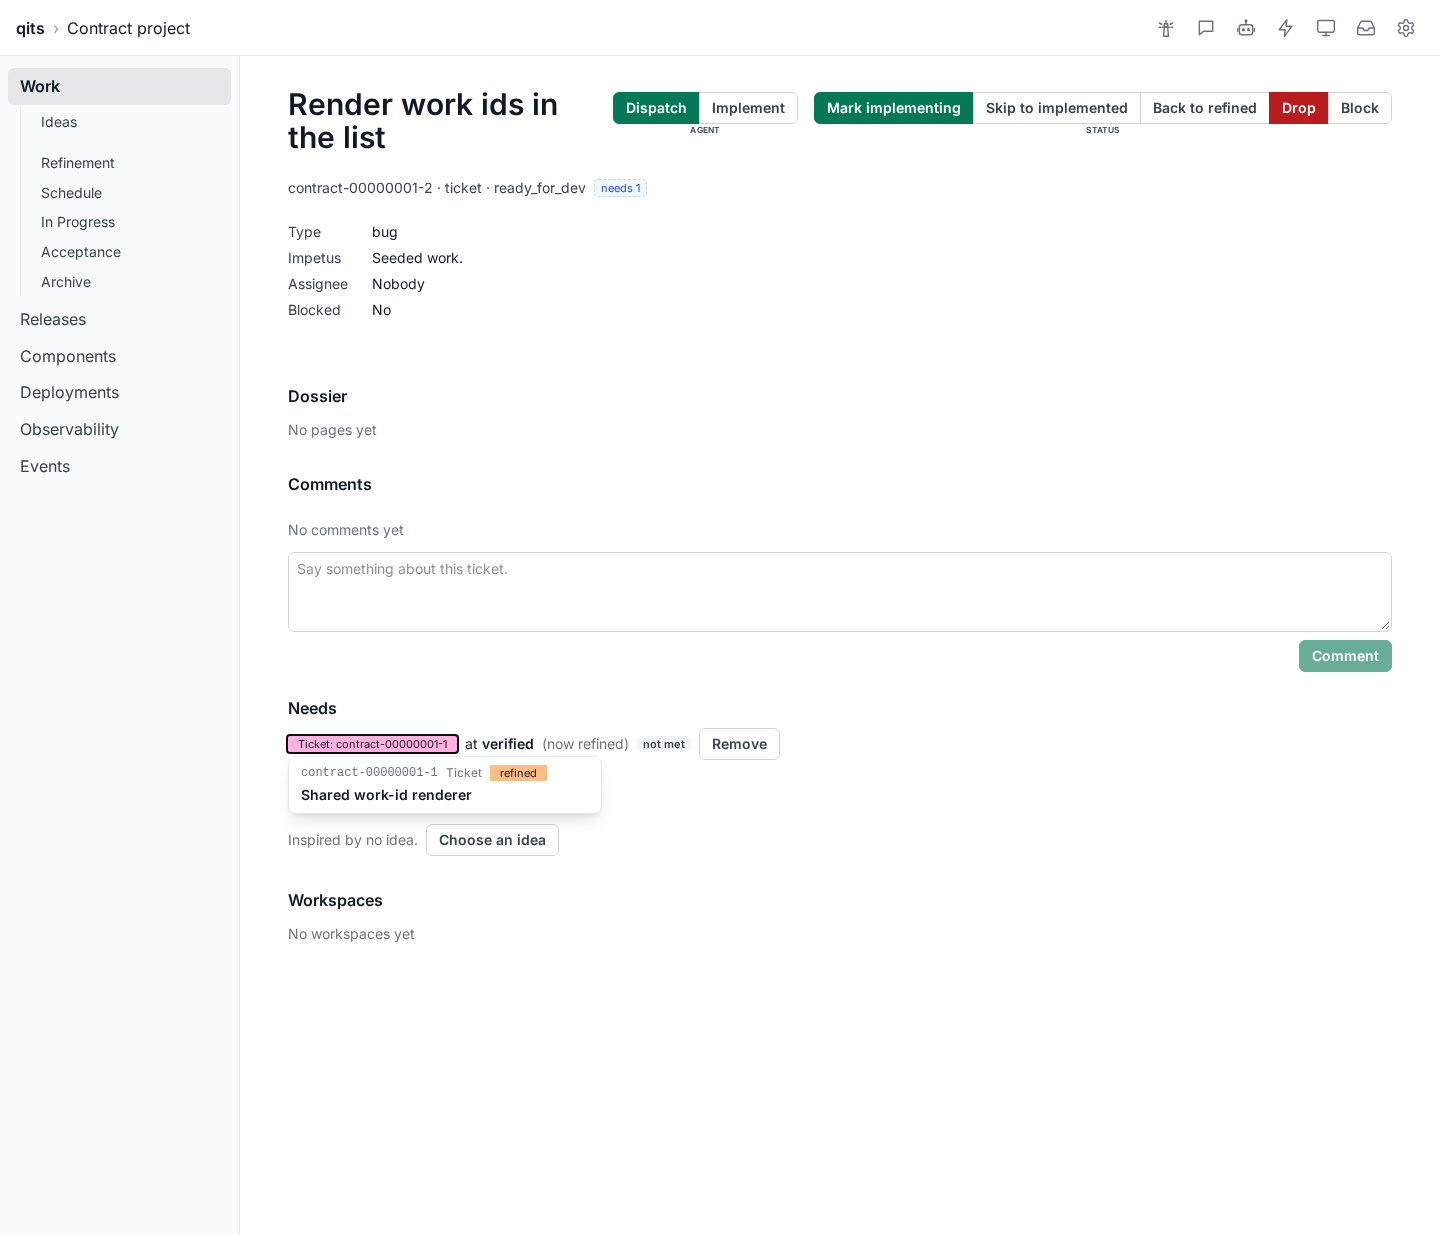 qits › Contract project
Work
Ideas
Refinement
Schedule
In Progress
Acceptance
Archive
Releases
Components
Deployments
Observability
Events
Render work ids in
the list
Dispatch Implement
AGENT
Mark implementing Skip to implemented Back to refined Drop Block
STATUS
contract-00000001-2 · ticket · ready_for_dev needs 1
Type bug
Impetus Seeded work.
Assignee Nobody
Blocked No
Dossier
No pages yet
Comments
No comments yet
Say something about this ticket.
Comment
Needs
Ticket: contract-00000001-1 at verified (now refined) not met Remove
contract-00000001-1 Ticket refined
Shared work-id renderer
Inspired by no idea. Choose an idea
Workspaces
No workspaces yet